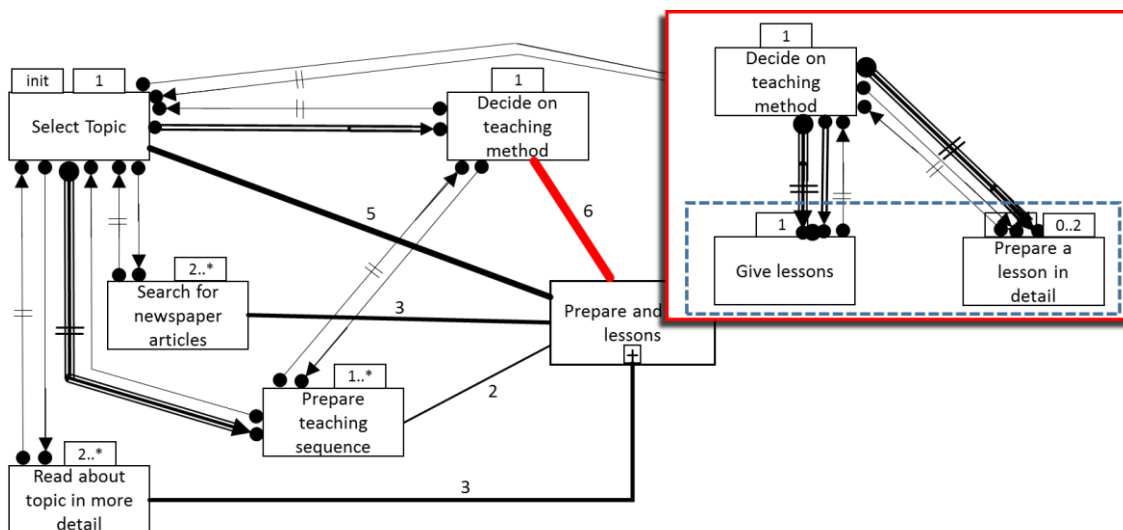 init
1
Select Topic
1
Decide on
teaching
method
5
6
2..*
Search for
newspaper
articles
3
Prepare and
lessons
+
1..*
Prepare
teaching
sequence
2
2..*
Read about
topic in more
detail
3
1
Decide on
teaching
method
1
Give lessons
0..2
Prepare a
lesson in
detail